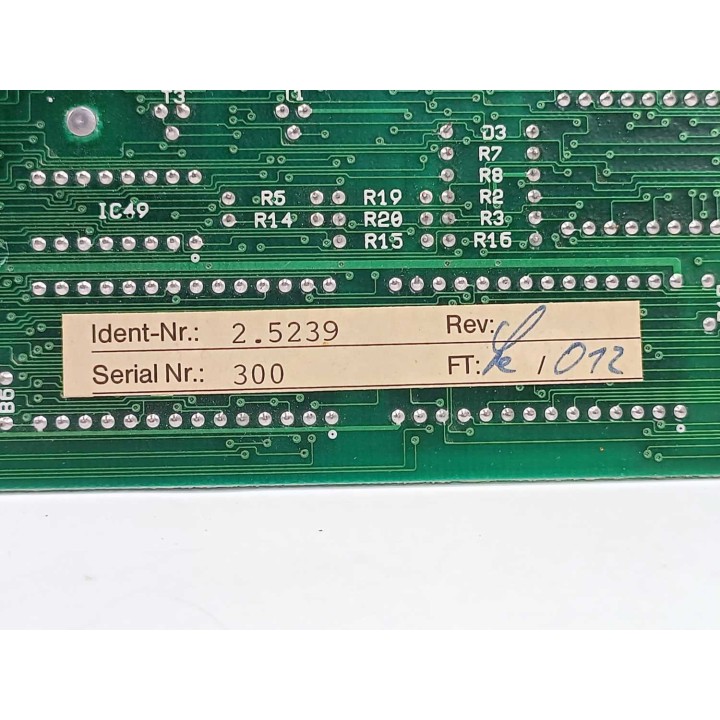 T3
D3
R7
R8
IC49
R5 R19 R2
R14 R20 R3
R15 R16
Ident-Nr.: 2.5239 Rev:
Serial Nr.: 300 FT: / 012